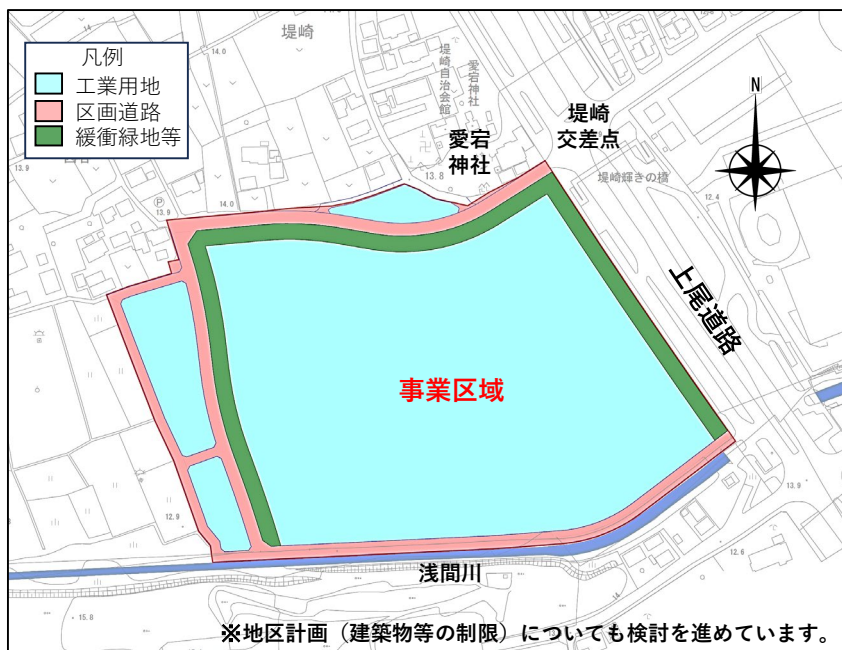 凡例
工業用地
区画道路
緩衝緑地等
堤崎
14.0
堤崎自治会館
愛宕神社
愛宕
神社
堤崎
交差点
N
堤崎輝きの橋
13.8
13.9
14.0
P
13.9
12.4
上尾道路
事業区域
12.9
13.9
浅間川
12.6
14
15.8
※地区計画（建築物等の制限）についても検討を進めています。